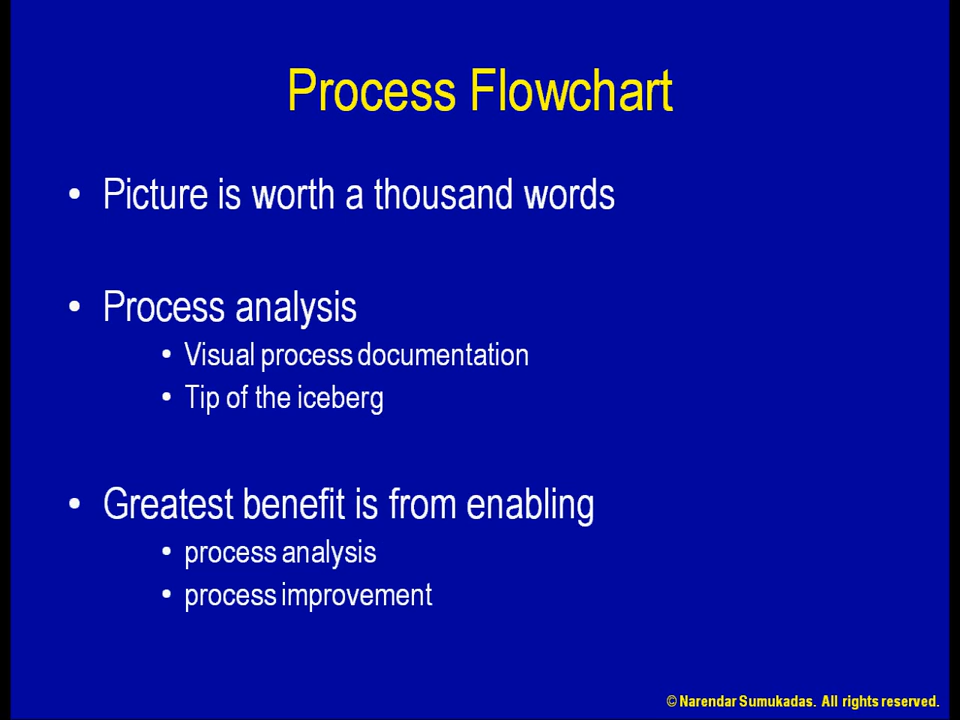 Process Flowchart
• Picture is worth a thousand words
• Process analysis
• Visual process documentation
• Tip of the iceberg
• Greatest benefit is from enabling
• process analysis
• process improvement
© Narendar Sumukadas. All rights reserved.